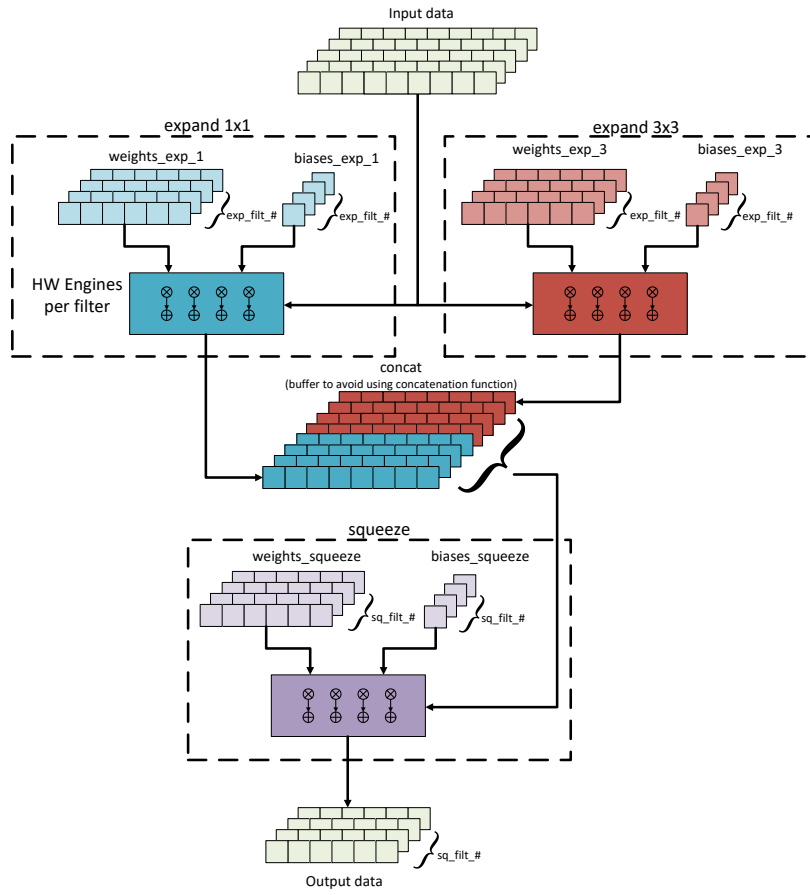 Input data
expand 1x1
expand 3x3
weights_exp_1
biases_exp_1
weights_exp_3
biases_exp_3
exp_filt_#
exp_filt_#
exp_filt_#
exp_filt_#
HW Engines
per filter
concat
(buffer to avoid using concatenation function)
squeeze
weights_squeeze
biases_squeeze
sq_filt_#
sq_filt_#
sq_filt_#
Output data